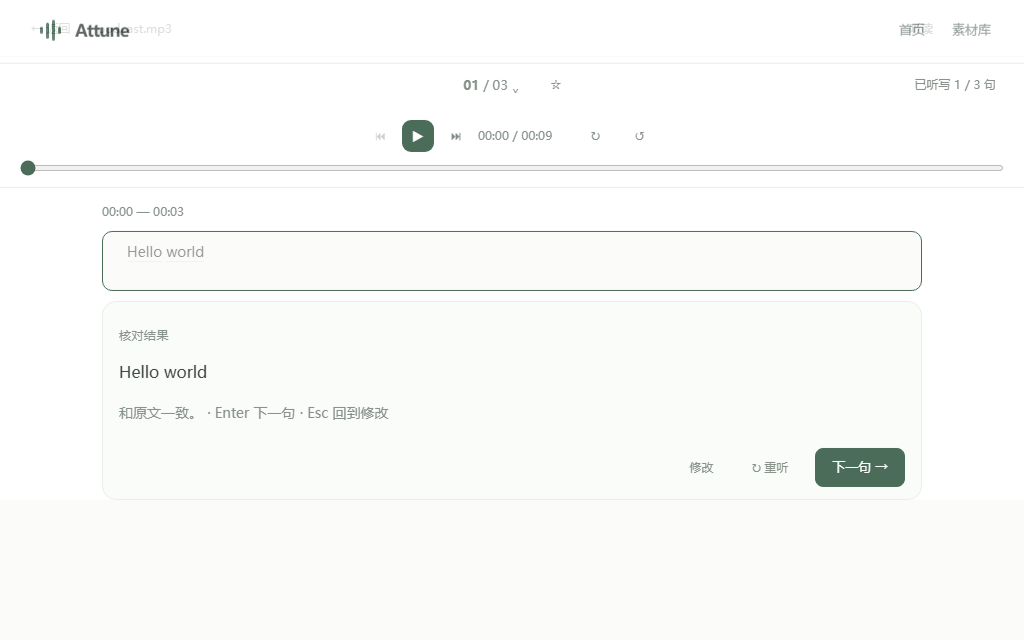 Attune
首页 素材库
01 / 03
已听写 1 / 3 句
00:00 / 00:09
00:00 — 00:03
Hello world
核对结果
Hello world
和原文一致。 · Enter 下一句 · Esc 回到修改
修改 ↻ 重听 下一句 →